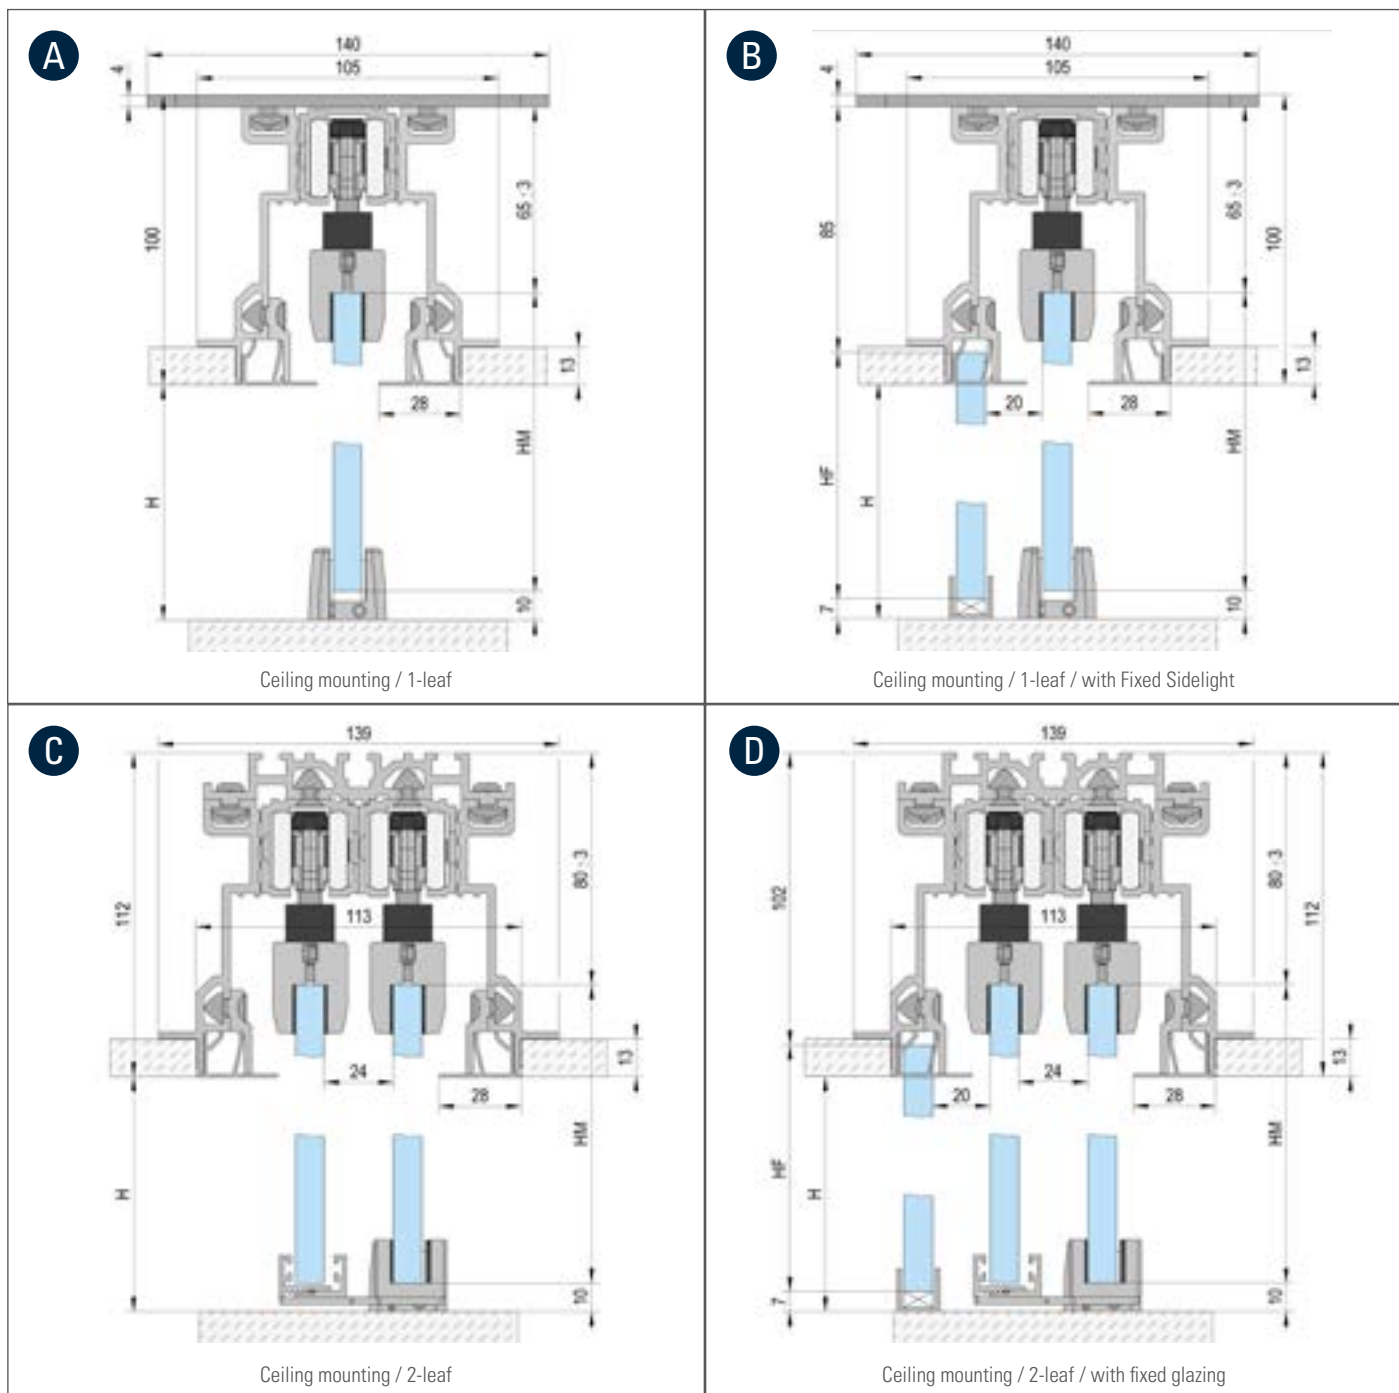 A
140
105
4
100
65 - 3
13
28
HM
H
10
Ceiling mounting / 1-leaf
B
140
105
4
85
65 - 3
100
13
20
28
HF
H
HM
7
10
Ceiling mounting / 1-leaf / with Fixed Sidelight
C
139
112
80 - 3
113
13
24
28
HM
H
10
Ceiling mounting / 2-leaf
D
139
102
80 - 3
112
113
13
20
24
28
HF
H
HM
7
10
Ceiling mounting / 2-leaf / with fixed glazing